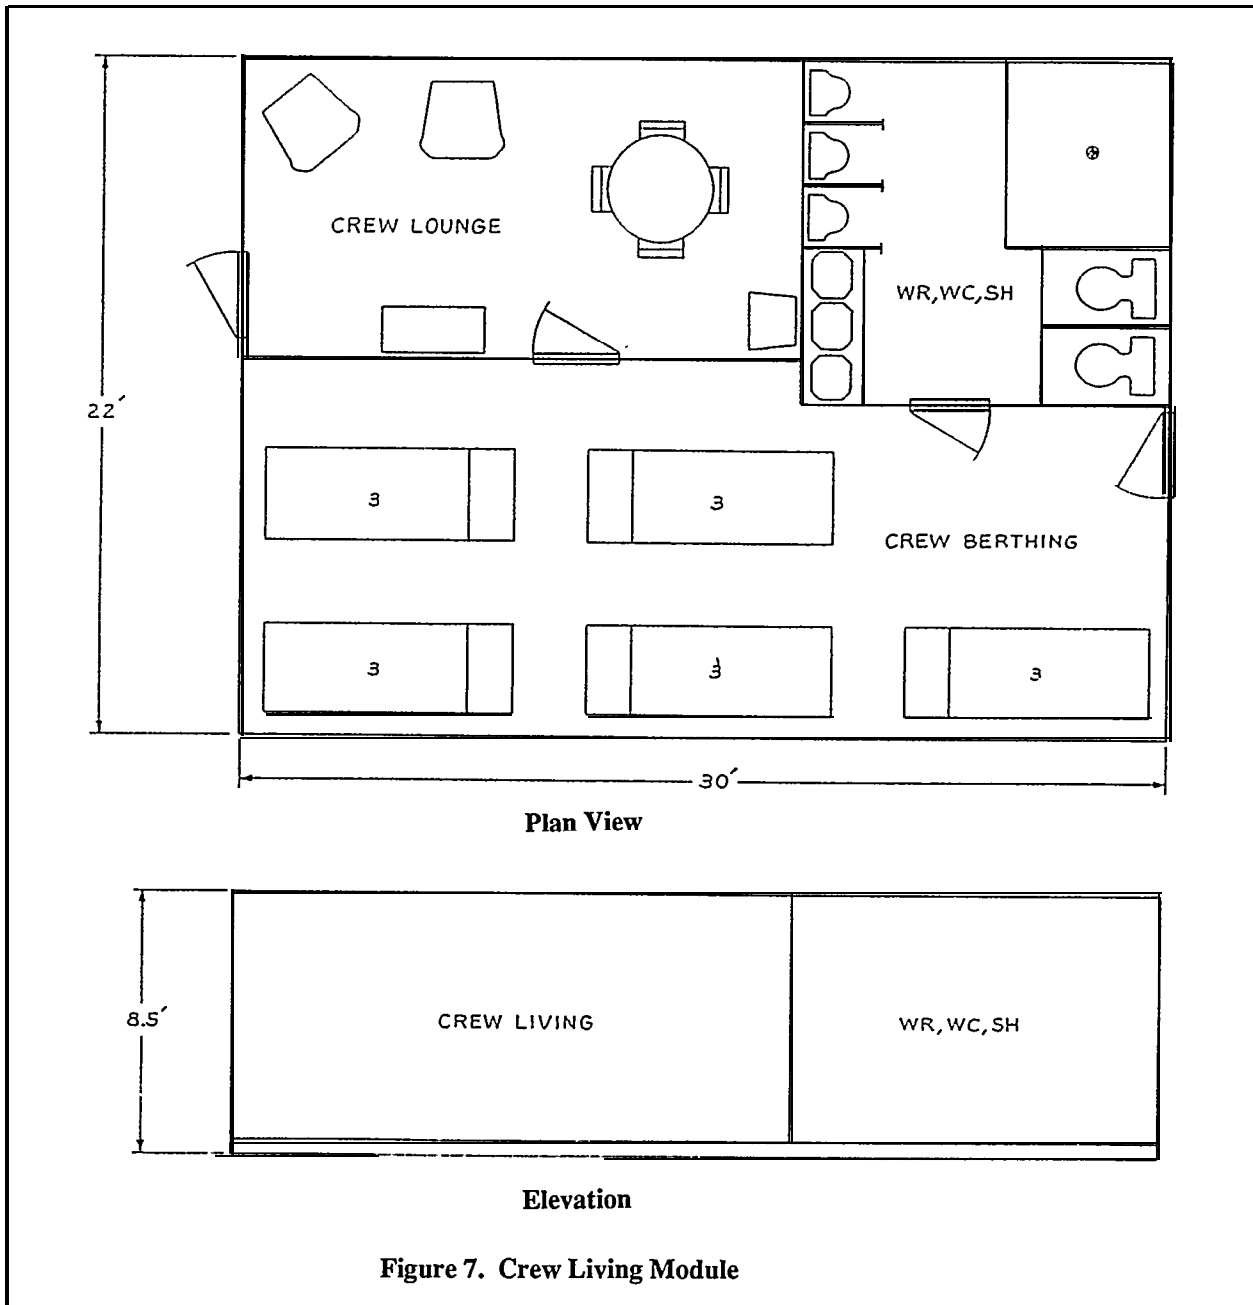 CREW LOUNGE
WR,WC,SH
22′
3
3
CREW BERTHING
3
3
3
30′
Plan View
8.5′
CREW LIVING
WR,WC,SH
Elevation
Figure 7. Crew Living Module